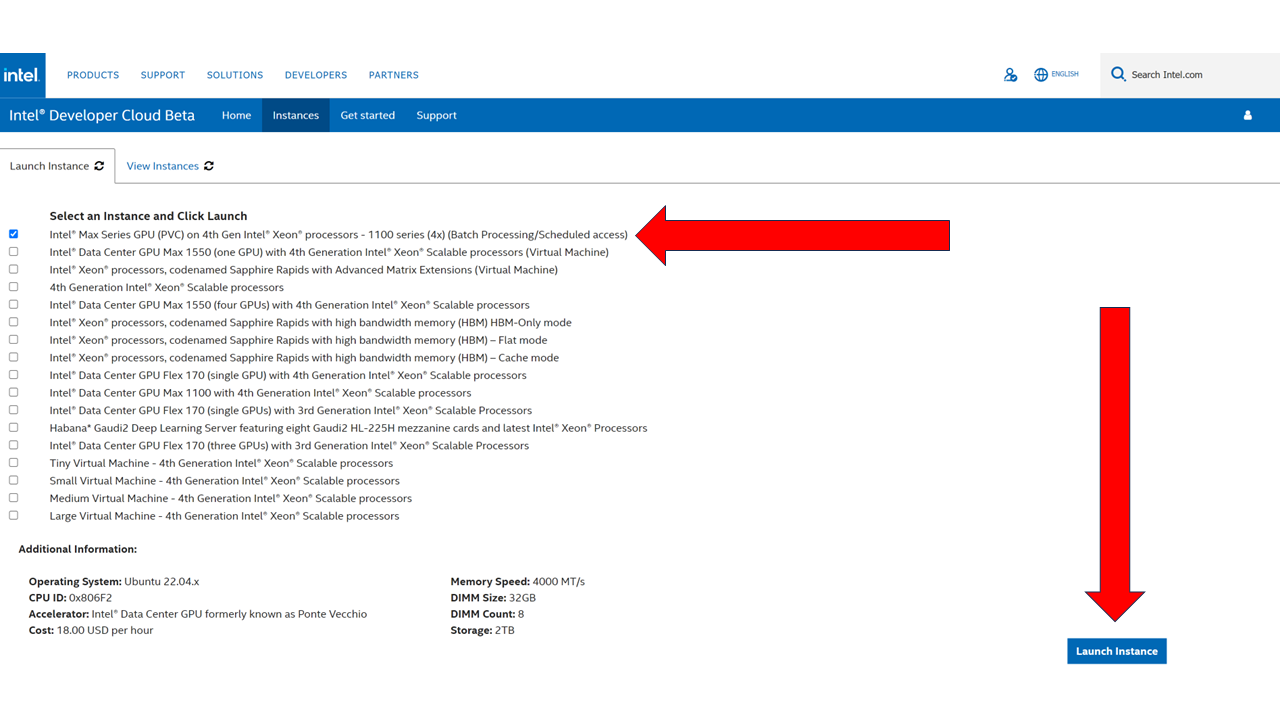 intel.
PRODUCTS SUPPORT SOLUTIONS DEVELOPERS PARTNERS ENGLISH Search Intel.com
Intel® Developer Cloud Beta Home Instances Get started Support
Launch Instance View Instances
Select an Instance and Click Launch
Intel® Max Series GPU (PVC) on 4th Gen Intel® Xeon® processors - 1100 series (4x) (Batch Processing/Scheduled access)
Intel® Data Center GPU Max 1550 (one GPU) with 4th Generation Intel® Xeon® Scalable processors (Virtual Machine)
Intel® Xeon® processors, codenamed Sapphire Rapids with Advanced Matrix Extensions (Virtual Machine)
4th Generation Intel® Xeon® Scalable processors
Intel® Data Center GPU Max 1550 (four GPUs) with 4th Generation Intel® Xeon® Scalable processors
Intel® Xeon® processors, codenamed Sapphire Rapids with high bandwidth memory (HBM) HBM-Only mode
Intel® Xeon® processors, codenamed Sapphire Rapids with high bandwidth memory (HBM) – Flat mode
Intel® Xeon® processors, codenamed Sapphire Rapids with high bandwidth memory (HBM) – Cache mode
Intel® Data Center GPU Flex 170 (single GPU) with 4th Generation Intel® Xeon® Scalable processors
Intel® Data Center GPU Max 1100 with 4th Generation Intel® Xeon® Scalable processors
Intel® Data Center GPU Flex 170 (single GPUs) with 3rd Generation Intel® Xeon® Scalable Processors
Habana* Gaudi2 Deep Learning Server featuring eight Gaudi2 HL-225H mezzanine cards and latest Intel® Xeon® Processors
Intel® Data Center GPU Flex 170 (three GPUs) with 3rd Generation Intel® Xeon® Scalable Processors
Tiny Virtual Machine - 4th Generation Intel® Xeon® Scalable processors
Small Virtual Machine - 4th Generation Intel® Xeon® Scalable processors
Medium Virtual Machine - 4th Generation Intel® Xeon® Scalable processors
Large Virtual Machine - 4th Generation Intel® Xeon® Scalable processors
Additional Information:
Operating System: Ubuntu 22.04.x
CPU ID: 0x806F2
Accelerator: Intel® Data Center GPU formerly known as Ponte Vecchio
Cost: 18.00 USD per hour
Memory Speed: 4000 MT/s
DIMM Size: 32GB
DIMM Count: 8
Storage: 2TB
Launch Instance